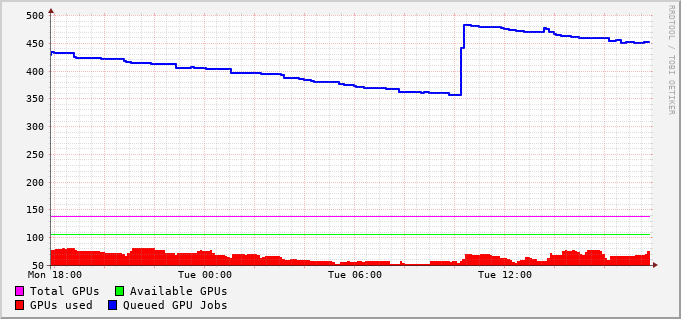 500
450
400
350
300
250
200
150
100
50
Mon 18:00 Tue 00:00 Tue 06:00 Tue 12:00
Total GPUs Available GPUs
GPUs used Queued GPU Jobs
RRDTOOL / TOBI OETIKER